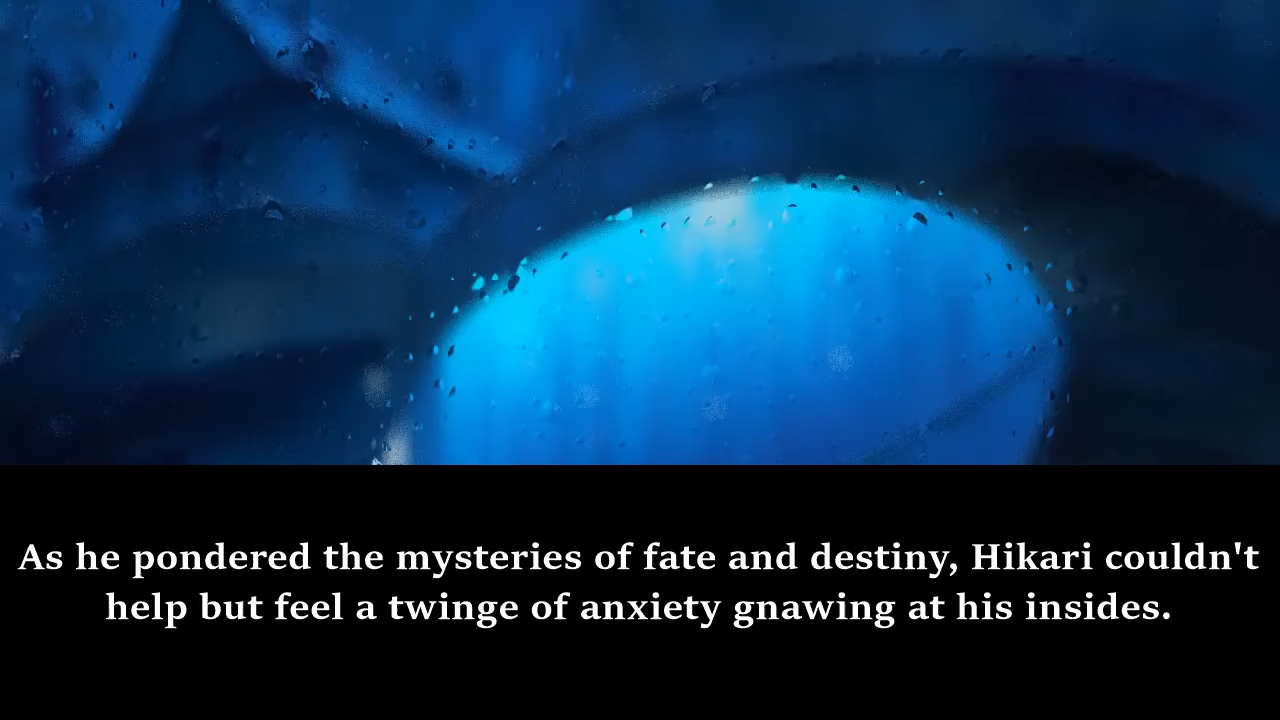 As he pondered the mysteries of fate and destiny, Hikari couldn't
help but feel a twinge of anxiety gnawing at his insides.